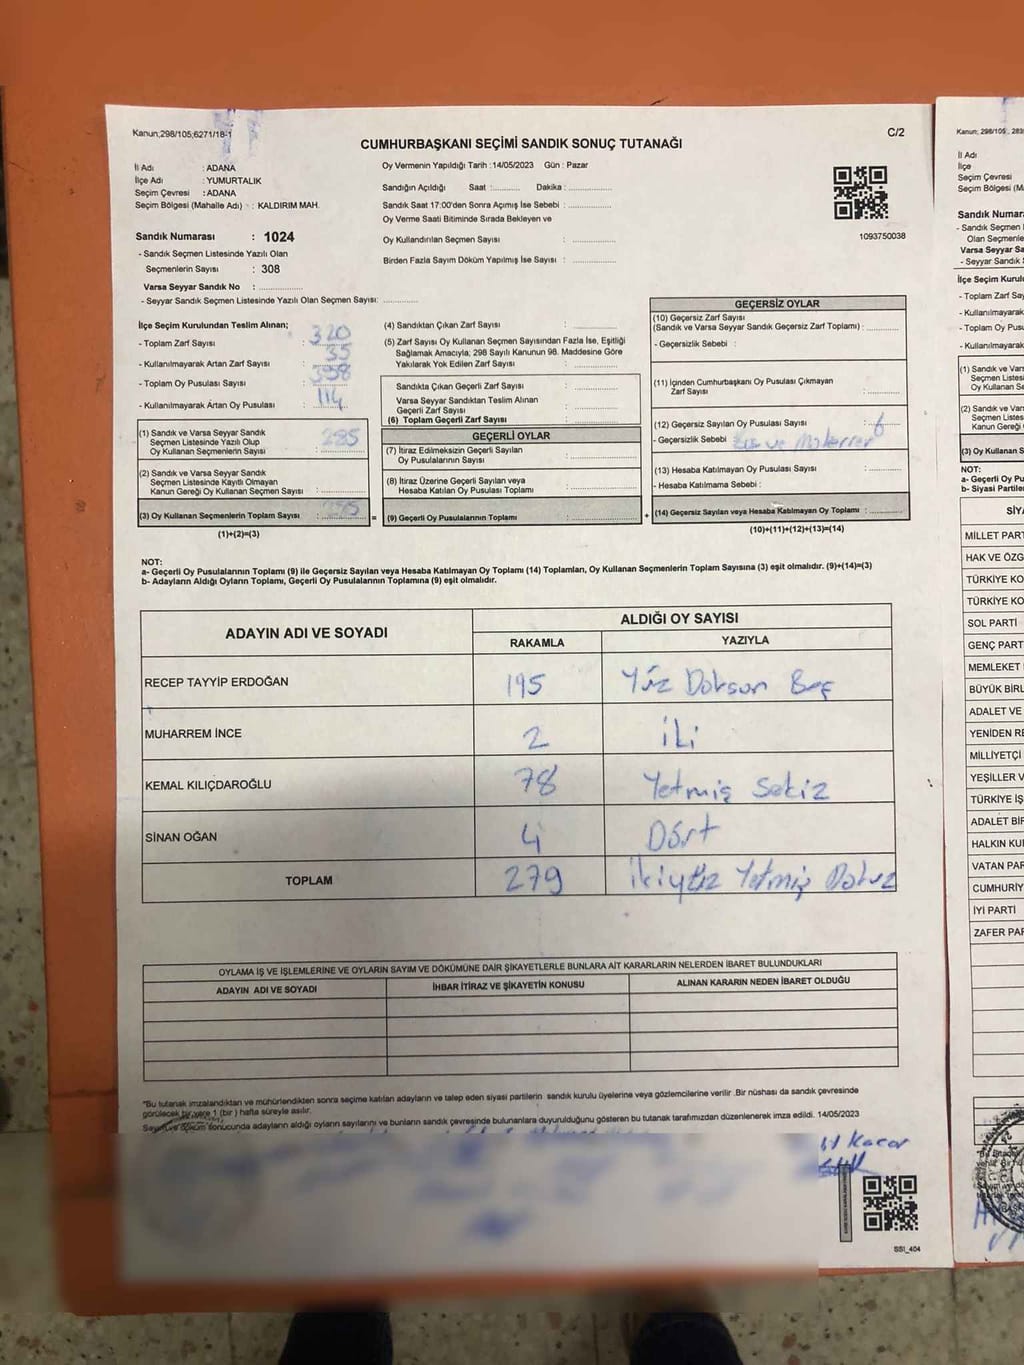 Kanun;298/105;6271/18-1
CUMHURBAŞKANI SEÇİMİ SANDIK SONUÇ TUTANAĞI
C/2
İl Adı : ADANA
İlçe Adı : YUMURTALIK
Seçim Çevresi : ADANA
Seçim Bölgesi (Mahalle Adı) : KALDIRIM MAH.
Oy Vermenin Yapıldığı Tarih :14/05/2023 Gün : Pazar
Sandığın Açıldığı Saat :........... Dakika :.................
Sandık Saat 17:00'den Sonra Açımış İse Sebebi : .................
Oy Verme Saati Bitiminde Sırada Bekleyen ve
Oy Kullandırılan Seçmen Sayısı : .................
Birden Fazla Sayım Döküm Yapılmış İse Sayısı : .................
1093750038
Sandık Numarası : 1024
- Sandık Seçmen Listesinde Yazılı Olan
Seçmenlerin Sayısı : 308
Varsa Seyyar Sandık No : .................
- Seyyar Sandık Seçmen Listesinde Yazılı Olan Seçmen Sayısı: .............
İlçe Seçim Kurulundan Teslim Alınan;
- Toplam Zarf Sayısı : 320
- Kullanılmayarak Artan Zarf Sayısı : 35
- Toplam Oy Pusulası Sayısı :
- Kullanılmayarak Artan Oy Pusulası : 114
(1) Sandık ve Varsa Seyyar Sandık
Seçmen Listesinde Yazılı Olup
Oy Kullanan Seçmenlerin Sayısı : 285
(2) Sandık ve Varsa Seyyar Sandık
Seçmen Listesinde Kayıtlı Olmayan
Kanun Gereği Oy Kullanan Seçmen Sayısı :.............
(3) Oy Kullanan Seçmenlerin Toplam Sayısı : 285
(1)+(2)=(3)
(4) Sandıktan Çıkan Zarf Sayısı : .............
(5) Zarf Sayısı Oy Kullanan Seçmen Sayısından Fazla İse, Eşitliği
Sağlamak Amacıyla; 298 Sayılı Kanunun 98. Maddesine Göre
Yakılarak Yok Edilen Zarf Sayısı : .............
Sandıkta Çıkan Geçerli Zarf Sayısı : .............
Varsa Seyyar Sandıktan Teslim Alınan
Geçerli Zarf Sayısı : .............
(6) Toplam Geçerli Zarf Sayısı) : .............
GEÇERLİ OYLAR
(7) İtiraz Edilmeksizin Geçerli Sayılan
Oy Pusulalarının Sayısı : .............
(8) İtiraz Üzerine Geçerli Sayılan veya
Hesaba Katılan Oy Pusulası Toplamı : .............
= (9) Geçerli Oy Pusulalarının Toplamı : .............
GEÇERSİZ OYLAR
(10) Geçersiz Zarf Sayısı
(Sandık ve Varsa Seyyar Sandık Geçersiz Zarf Toplamı) : .............
- Geçersizlik Sebebi :
(11) İçinden Cumhurbaşkanı Oy Pusulası Çıkmayan
Zarf Sayısı : .............
(12) Geçersiz Sayılan Oy Pusulası Sayısı : 6
- Geçersizlik Sebebi ve Mükerrer
(13) Hesaba Katılmayan Oy Pusulası Sayısı : .............
- Hesaba Katılmama Sebebi :
+ (14) Geçersiz Sayılan veya Hesaba Katılmayan Oy Toplamı : .............
(10)+(11)+(12)+(13)=(14)
NOT:
a- Geçerli Oy Pusulalarının Toplamı (9) ile Geçersiz Sayılan veya Hesaba Katılmayan Oy Toplamı (14) Toplamları, Oy Kullanan Seçmenlerin Toplam Sayısına (3) eşit olmalıdır. (9)+(14)=(3)
b- Adayların Aldığı Oyların Toplamı, Geçerli Oy Pusulalarının Toplamına (9) eşit olmalıdır.
ADAYIN ADI VE SOYADI
ALDIĞI OY SAYISI
RAKAMLA YAZIYLA
RECEP TAYYİP ERDOĞAN 195 Yüz Doksan Beş
MUHARREM İNCE 2 İki
KEMAL KILIÇDAROĞLU 78 Yetmiş Sekiz
SİNAN OĞAN 4 Dört
TOPLAM 279 İkiyüz Yetmiş Dokuz
OYLAMA İŞ VE İŞLEMLERİNE VE OYLARIN SAYIM VE DÖKÜMÜNE DAİR ŞİKAYETLERLE BUNLARA AİT KARARLARIN NELERDEN İBARET BULUNDUKLARI
ADAYIN ADI VE SOYADI
İHBAR İTİRAZ VE ŞİKAYETİN KONUSU
ALINAN KARARIN NEDEN İBARET OLDUĞU
"Bu tutanak imzalandıktan ve mühürlendikten sonra seçime katılan adayların ve talep eden siyasi partilerin sandık kurulu üyelerine veya gözlemcilerine verilir .Bir nüshası da sandık çevresinde
görülecek bir yere 1 (bir ) hafta süreyle asılır.
Sayım ve döküm sonucunda adayların aldığı oyların sayılarını ve bunların sandık çevresinde bulunanlara duyurulduğunu gösteren bu tutanak tarafımızdan düzenlenerek imza edildi. 14/05/2023
SSI_404
Kanun; 298/105
İl Adı
İlçe
Seçim Çevresi
Sandık Numar
- Sandık Seçmen
Olan Seçmenle
Varsa Seyyar Sa
- Seyyar Sandık
İlçe Seçim Kurulu
- Toplam Zarf Say
- Kullanılmayarak
- Toplam Oy Pusu
- Kullanılmayarak
(1) Sandık ve Vars
Seçmen Listesin
Oy Kullanan Seç
(2) Sandık ve Varsa
Seçmen Listesin
Kanun Gereği O
(3) Oy Kullanan S
NOT:
a- Geçerli Oy Pu
b- Siyasi Partile
SİYA
MİLLET PART
HAK VE ÖZG
TÜRKİYE KO
TÜRKİYE KO
SOL PARTİ
GENÇ PART
MEMLEKET
BÜYÜK BİRL
ADALET VE
YENİDEN RE
MİLLİYETÇİ
YEŞİLLER V
TÜRKİYE İŞ
ADALET BİR
HALKIN KUR
VATAN PAR
CUMHURİY
İYİ PARTİ
ZAFER PAR